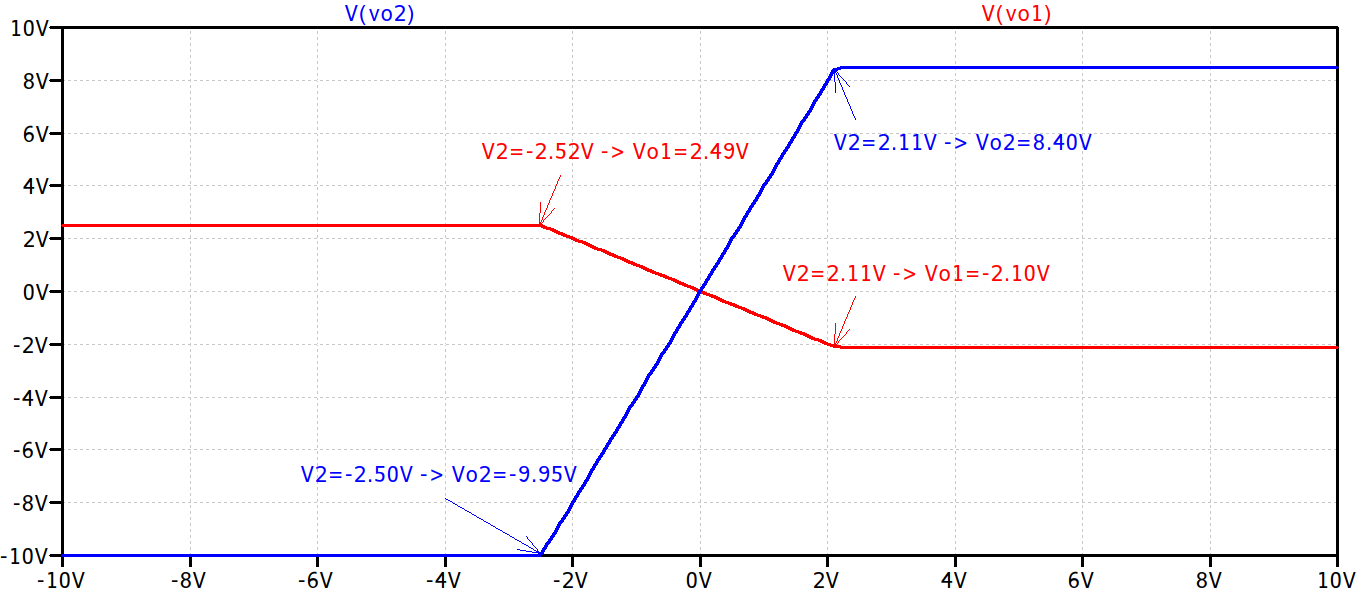 V(vo2)
V(vo1)
10V
8V
6V
4V
2V
0V
-2V
-4V
-6V
-8V
-10V
V2=2.11V -> Vo2=8.40V
V2=-2.52V -> Vo1=2.49V
V2=2.11V -> Vo1=-2.10V
V2=-2.50V -> Vo2=-9.95V
-10V
-8V
-6V
-4V
-2V
0V
2V
4V
6V
8V
10V